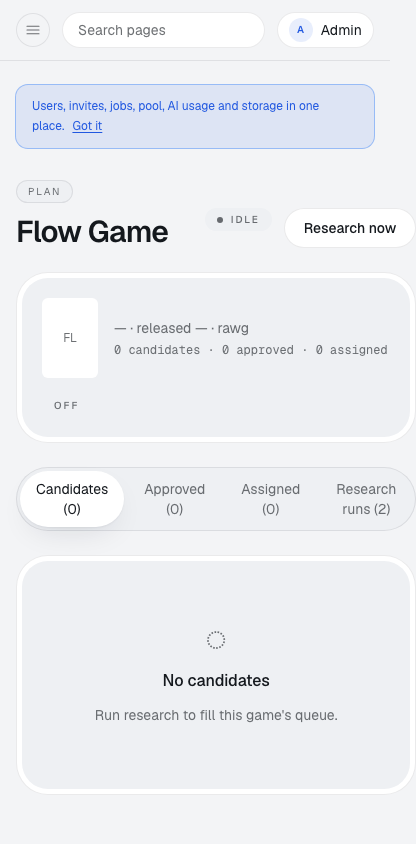 Search pages
A Admin
Users, invites, jobs, pool, AI usage and storage in one
place. Got it
PLAN
Flow Game
IDLE
Research now
FL
— · released — · rawg
0 candidates · 0 approved · 0 assigned
OFF
Candidates
(0)
Approved
(0)
Assigned
(0)
Research
runs (2)
No candidates
Run research to fill this game's queue.